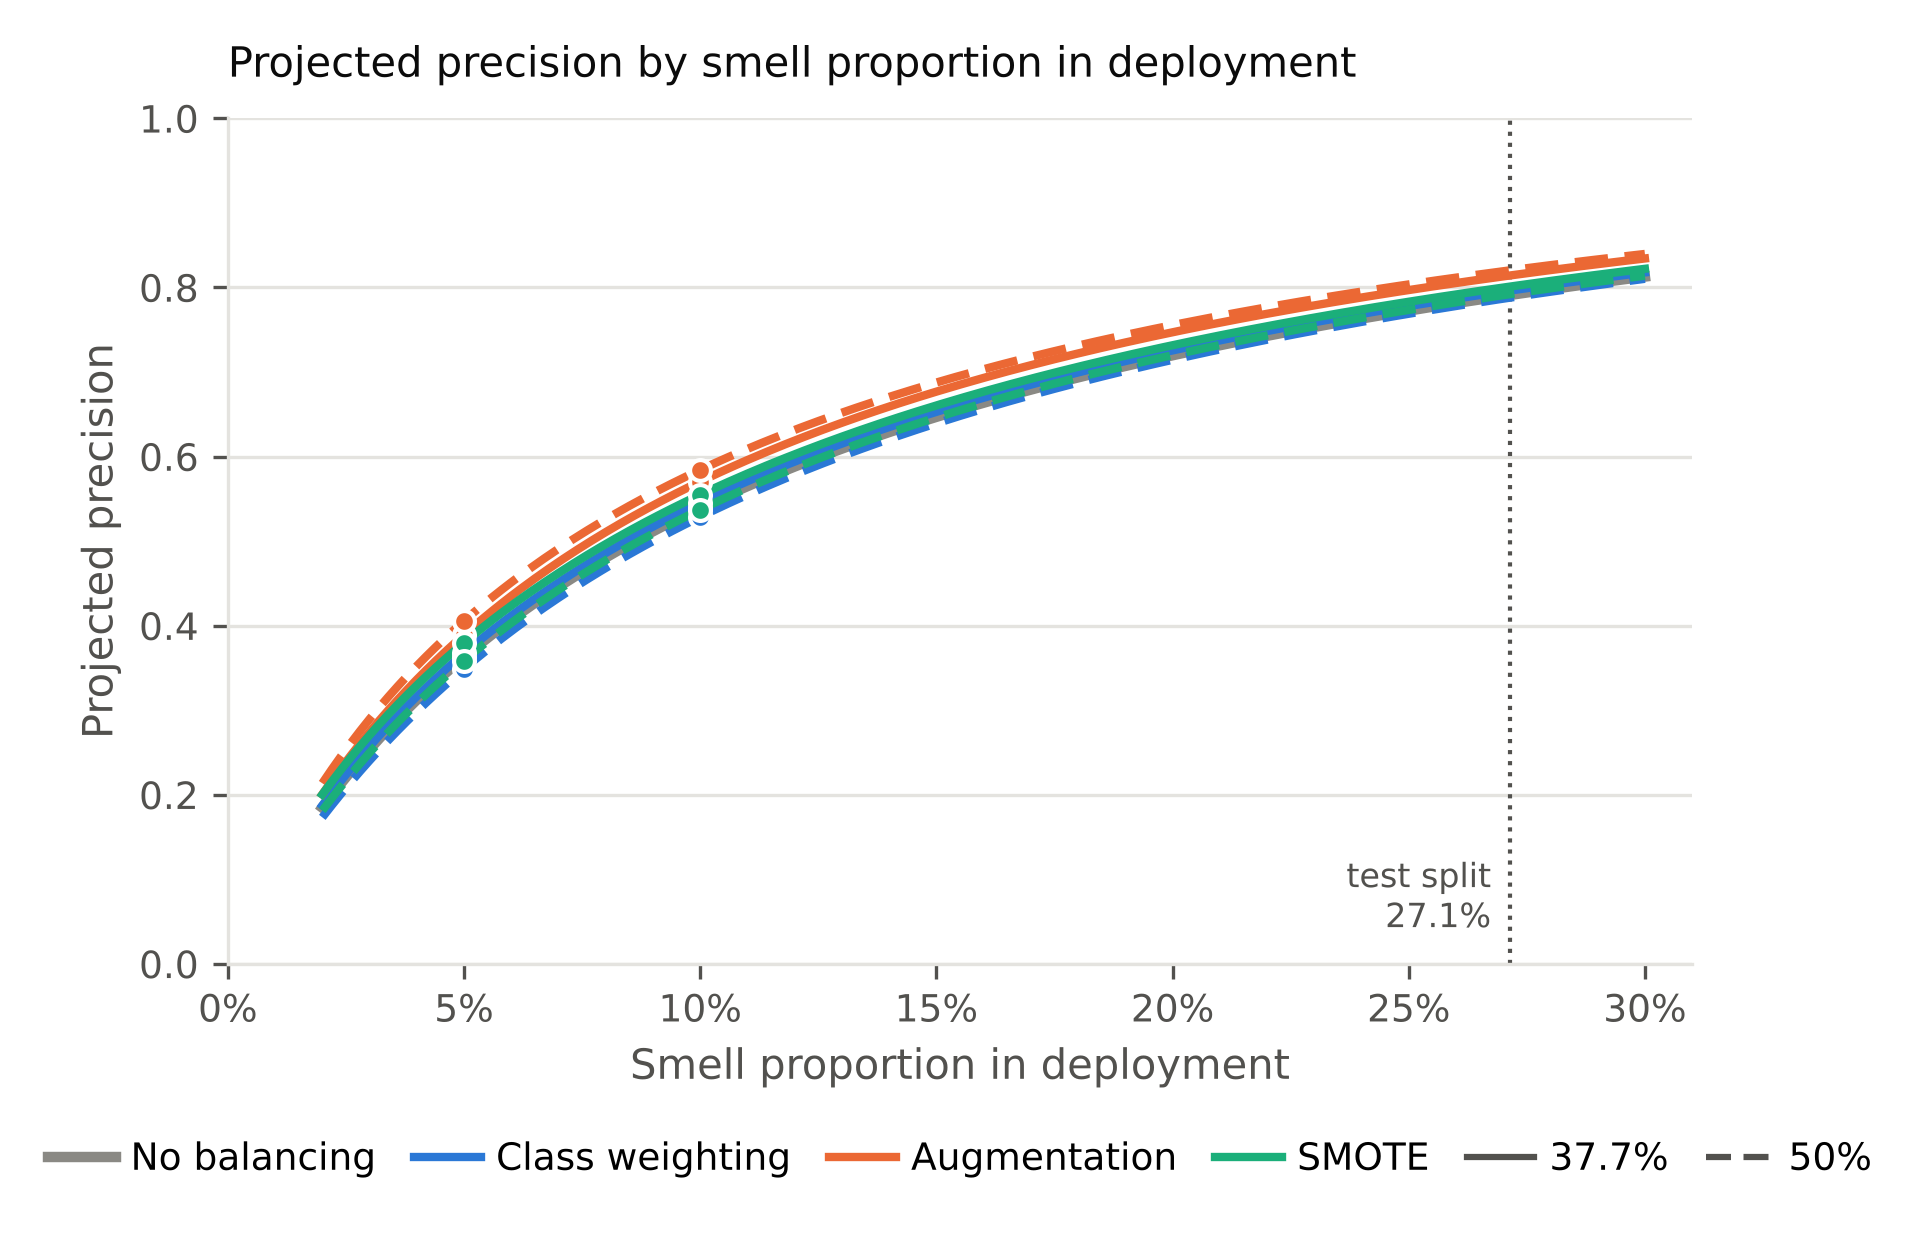 Projected precision by smell proportion in deployment
1.0
0.8
0.6
0.4
0.2
0.0
Projected precision
test split
27.1%
0% 5% 10% 15% 20% 25% 30%
Smell proportion in deployment
No balancing Class weighting Augmentation SMOTE 37.7% 50%